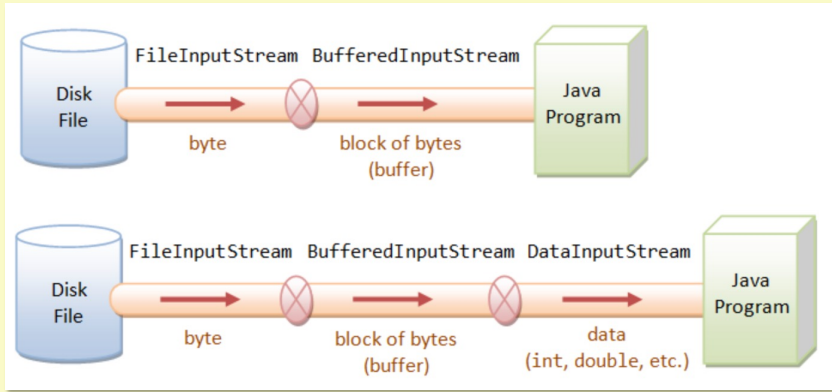 FileInputStream BufferedInputStream
Disk
File
Java
Program
byte
block of bytes
(buffer)
FileInputStream BufferedInputStream DataInputStream
Disk
File
Java
Program
byte
block of bytes
(buffer)
data
(int, double, etc.)